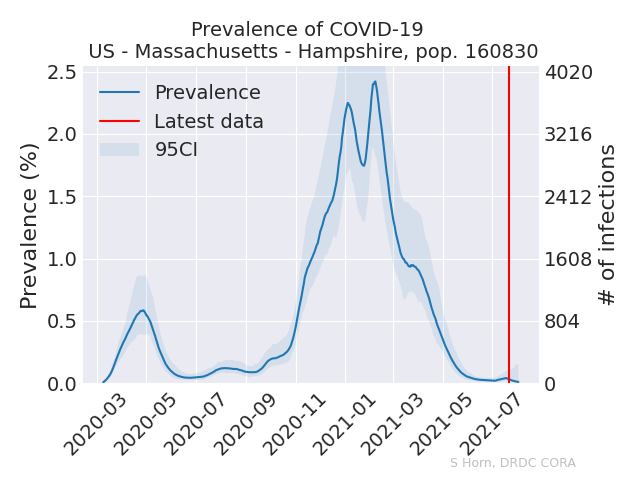 Prevalence of COVID-19
US - Massachusetts - Hampshire, pop. 160830
Prevalence (%)
2.5
2.0
1.5
1.0
0.5
0.0
Prevalence
Latest data
95CI
4020
3216
2412
1608
804
0
# of infections
2020-03
2020-05
2020-07
2020-09
2020-11
2021-01
2021-03
2021-05
2021-07
S Horn, DRDC CORA